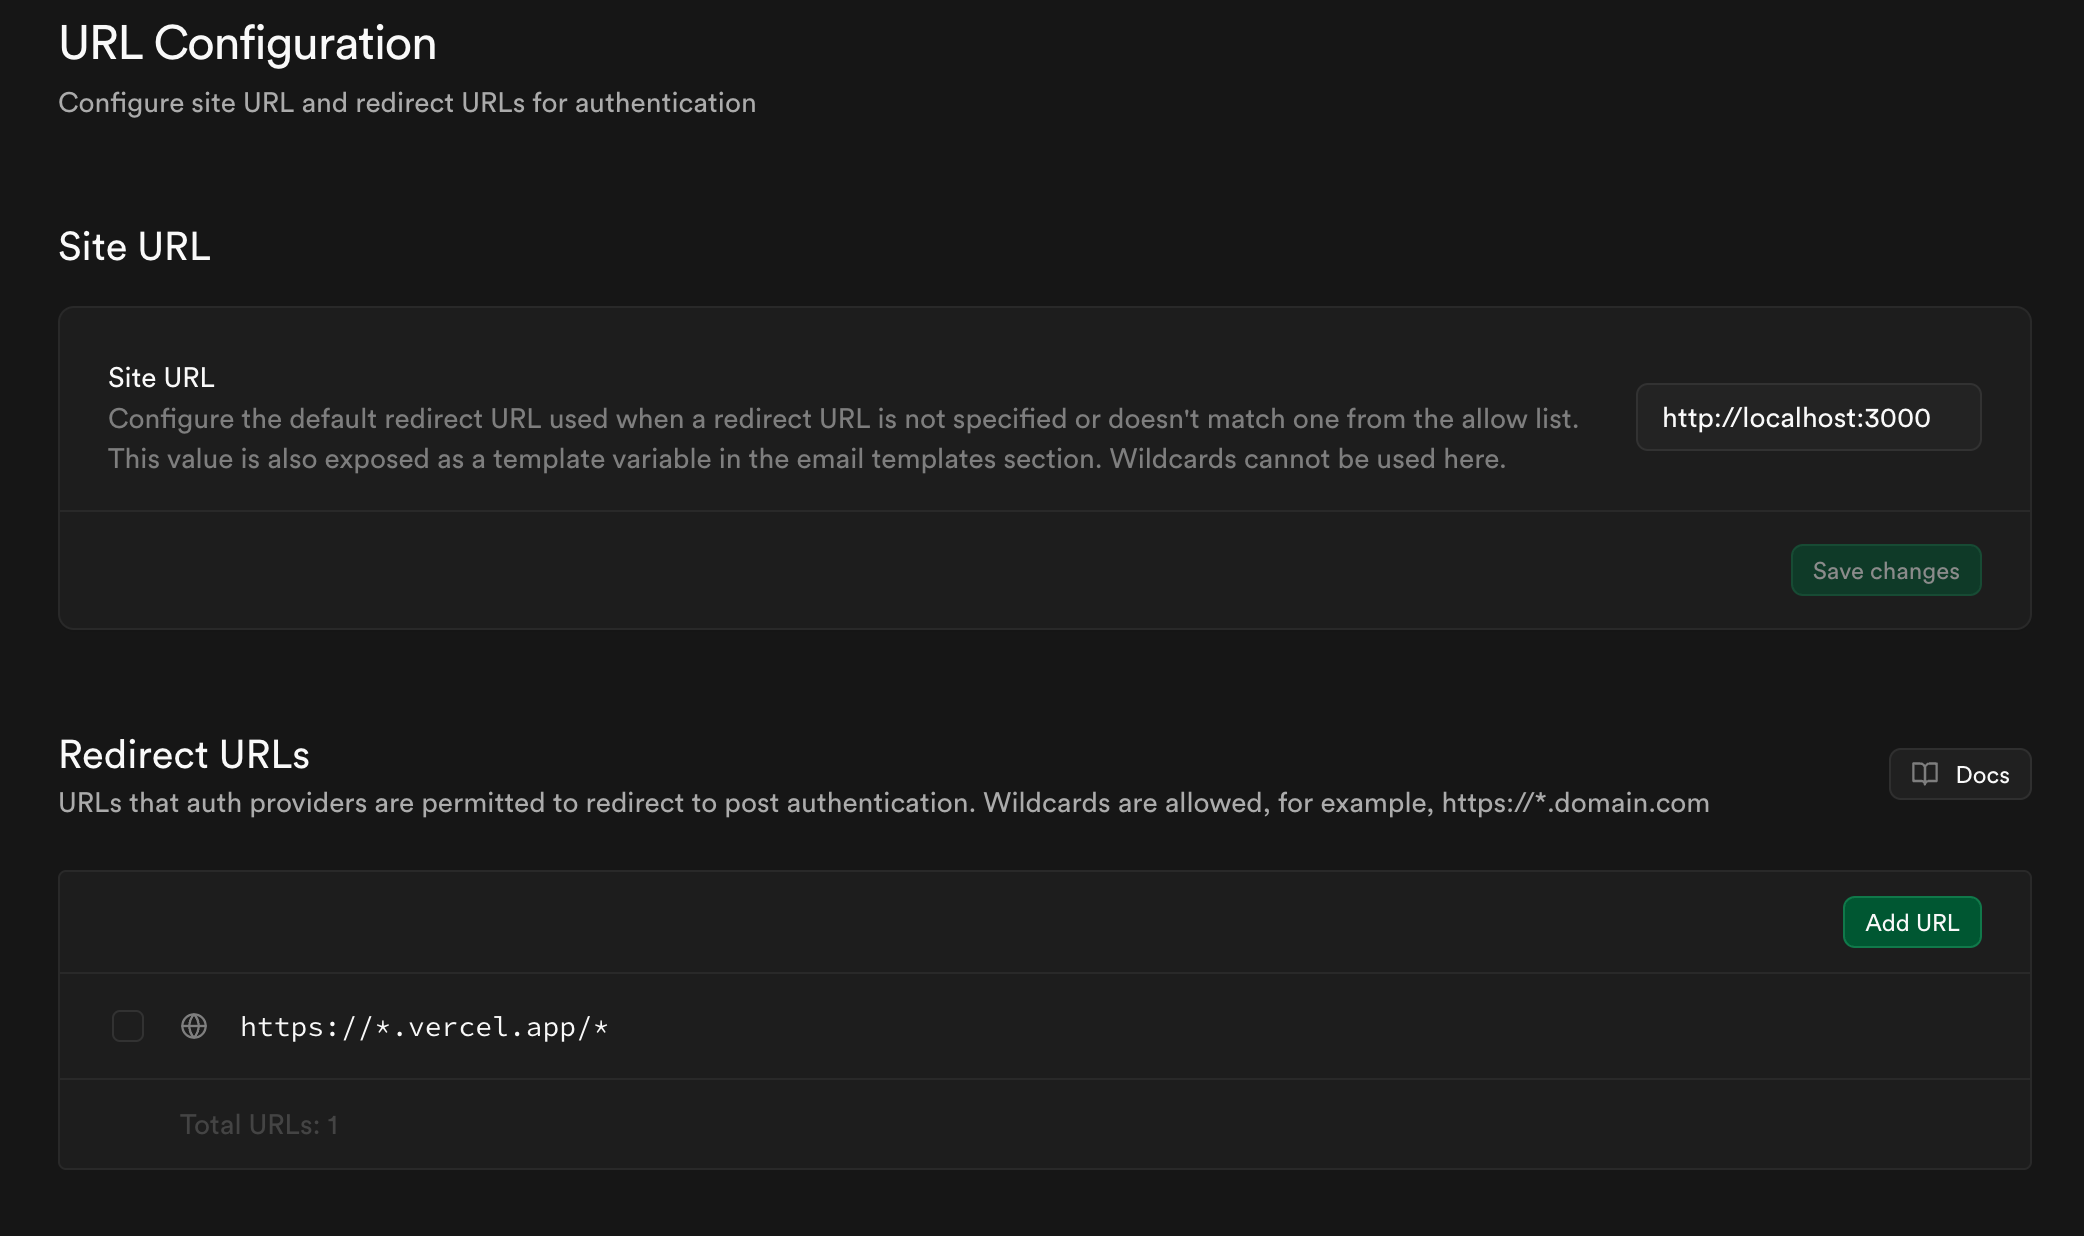 URL Configuration
Configure site URL and redirect URLs for authentication
Site URL
Site URL
Configure the default redirect URL used when a redirect URL is not specified or doesn't match one from the allow list.
This value is also exposed as a template variable in the email templates section. Wildcards cannot be used here.
http://localhost:3000
Save changes
Redirect URLs
URLs that auth providers are permitted to redirect to post authentication. Wildcards are allowed, for example, https://*.domain.com
Docs
Add URL
https://*.vercel.app/*
Total URLs: 1